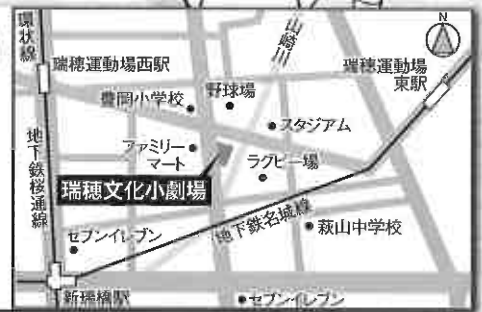 環状線
山崎川
N
瑞穂運動場西駅
瑞穂運動場
東駅
豊岡小学校
野球場
スタジアム
ファミリー
マート
ラグビー場
瑞穂文化小劇場
地下鉄桜通線
地下鉄名城線
萩山中学校
セブンイレブン
新瑞橋駅
セブンイレブン